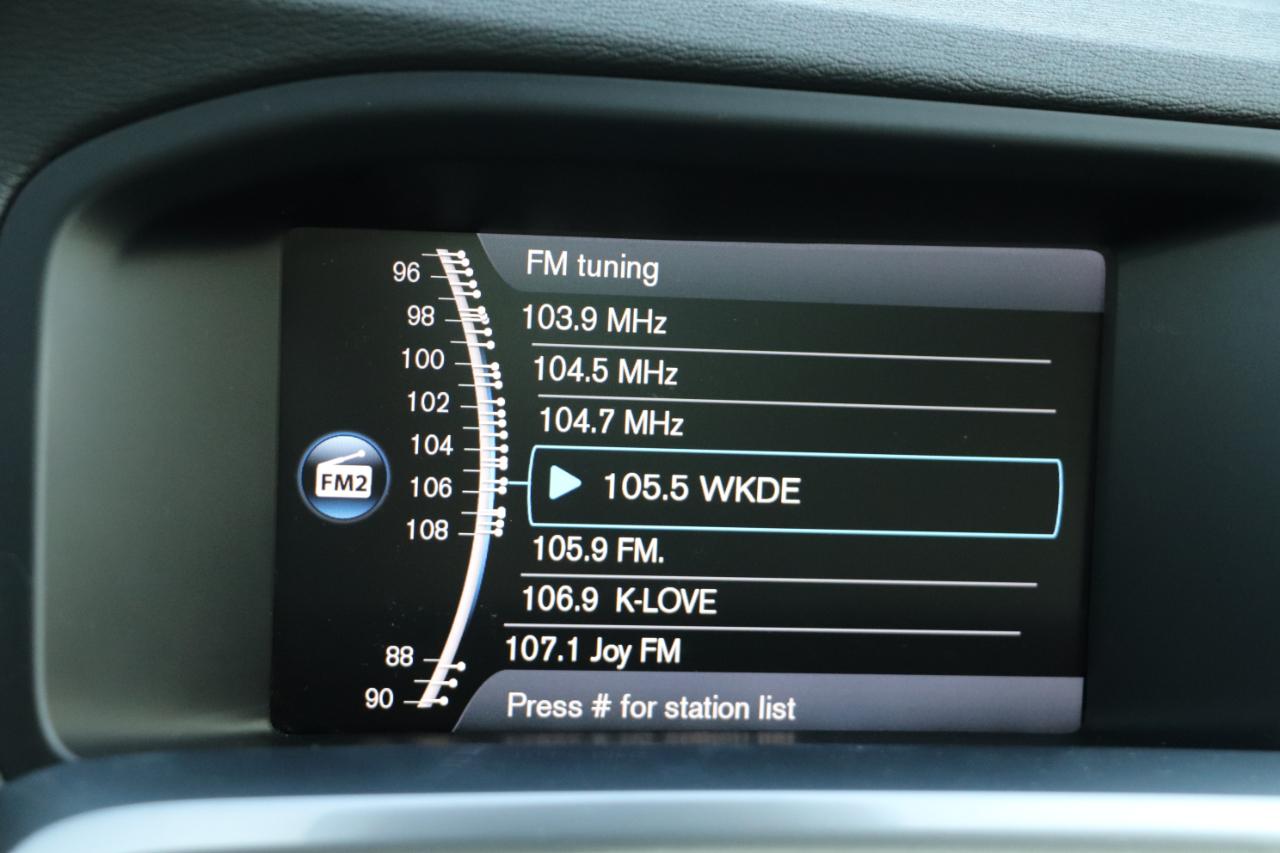 FM tuning
96
98
100
102
104
106
108
88
90
FM2
103.9 MHz
104.5 MHz
104.7 MHz
105.5 WKDE
105.9 FM.
106.9 K-LOVE
107.1 Joy FM
Press # for station list